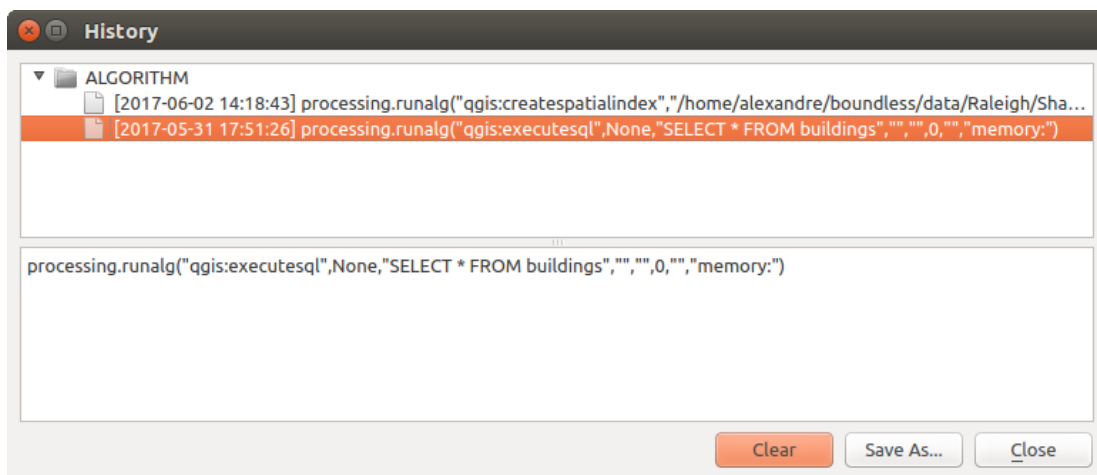 History
ALGORITHM
[2017-06-02 14:18:43] processing.runalg("qgis:createspatialindex","/home/alexandre/boundless/data/Raleigh/Sha...
[2017-05-31 17:51:26] processing.runalg("qgis:executesql",None,"SELECT * FROM buildings","","",0,"","memory:")
processing.runalg("qgis:executesql",None,"SELECT * FROM buildings","","",0,"","memory:")
Clear Save As... Close